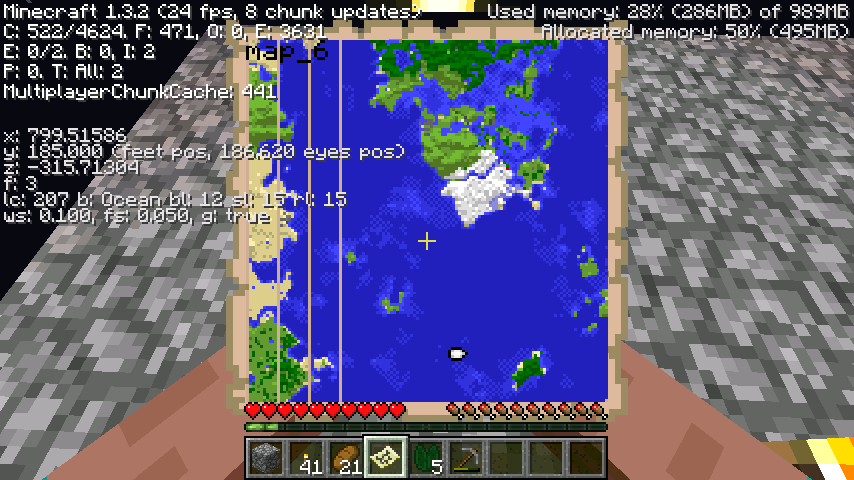 Minecraft 1.3.2 (24 fps, 8 chunk updates)
Used memory: 28% (286MB) of 989MB
C: 522/4624. F: 471, O: 0, E: 3631
Allocated memory: 50% (495MB)
E: 0/2. B: 0, I: 2
map_6
P: 0. T: All: 2
MultiplayerChunkCache: 441
x: 799.51586
y: 185.000 (feet pos, 186.620 eyes pos)
z: -315.71304
f: 3
lc: 207 b: Ocean bl: 12 sl: 15 rl: 15
ws: 0.100, fs: 0.050, g: true
41
21
5